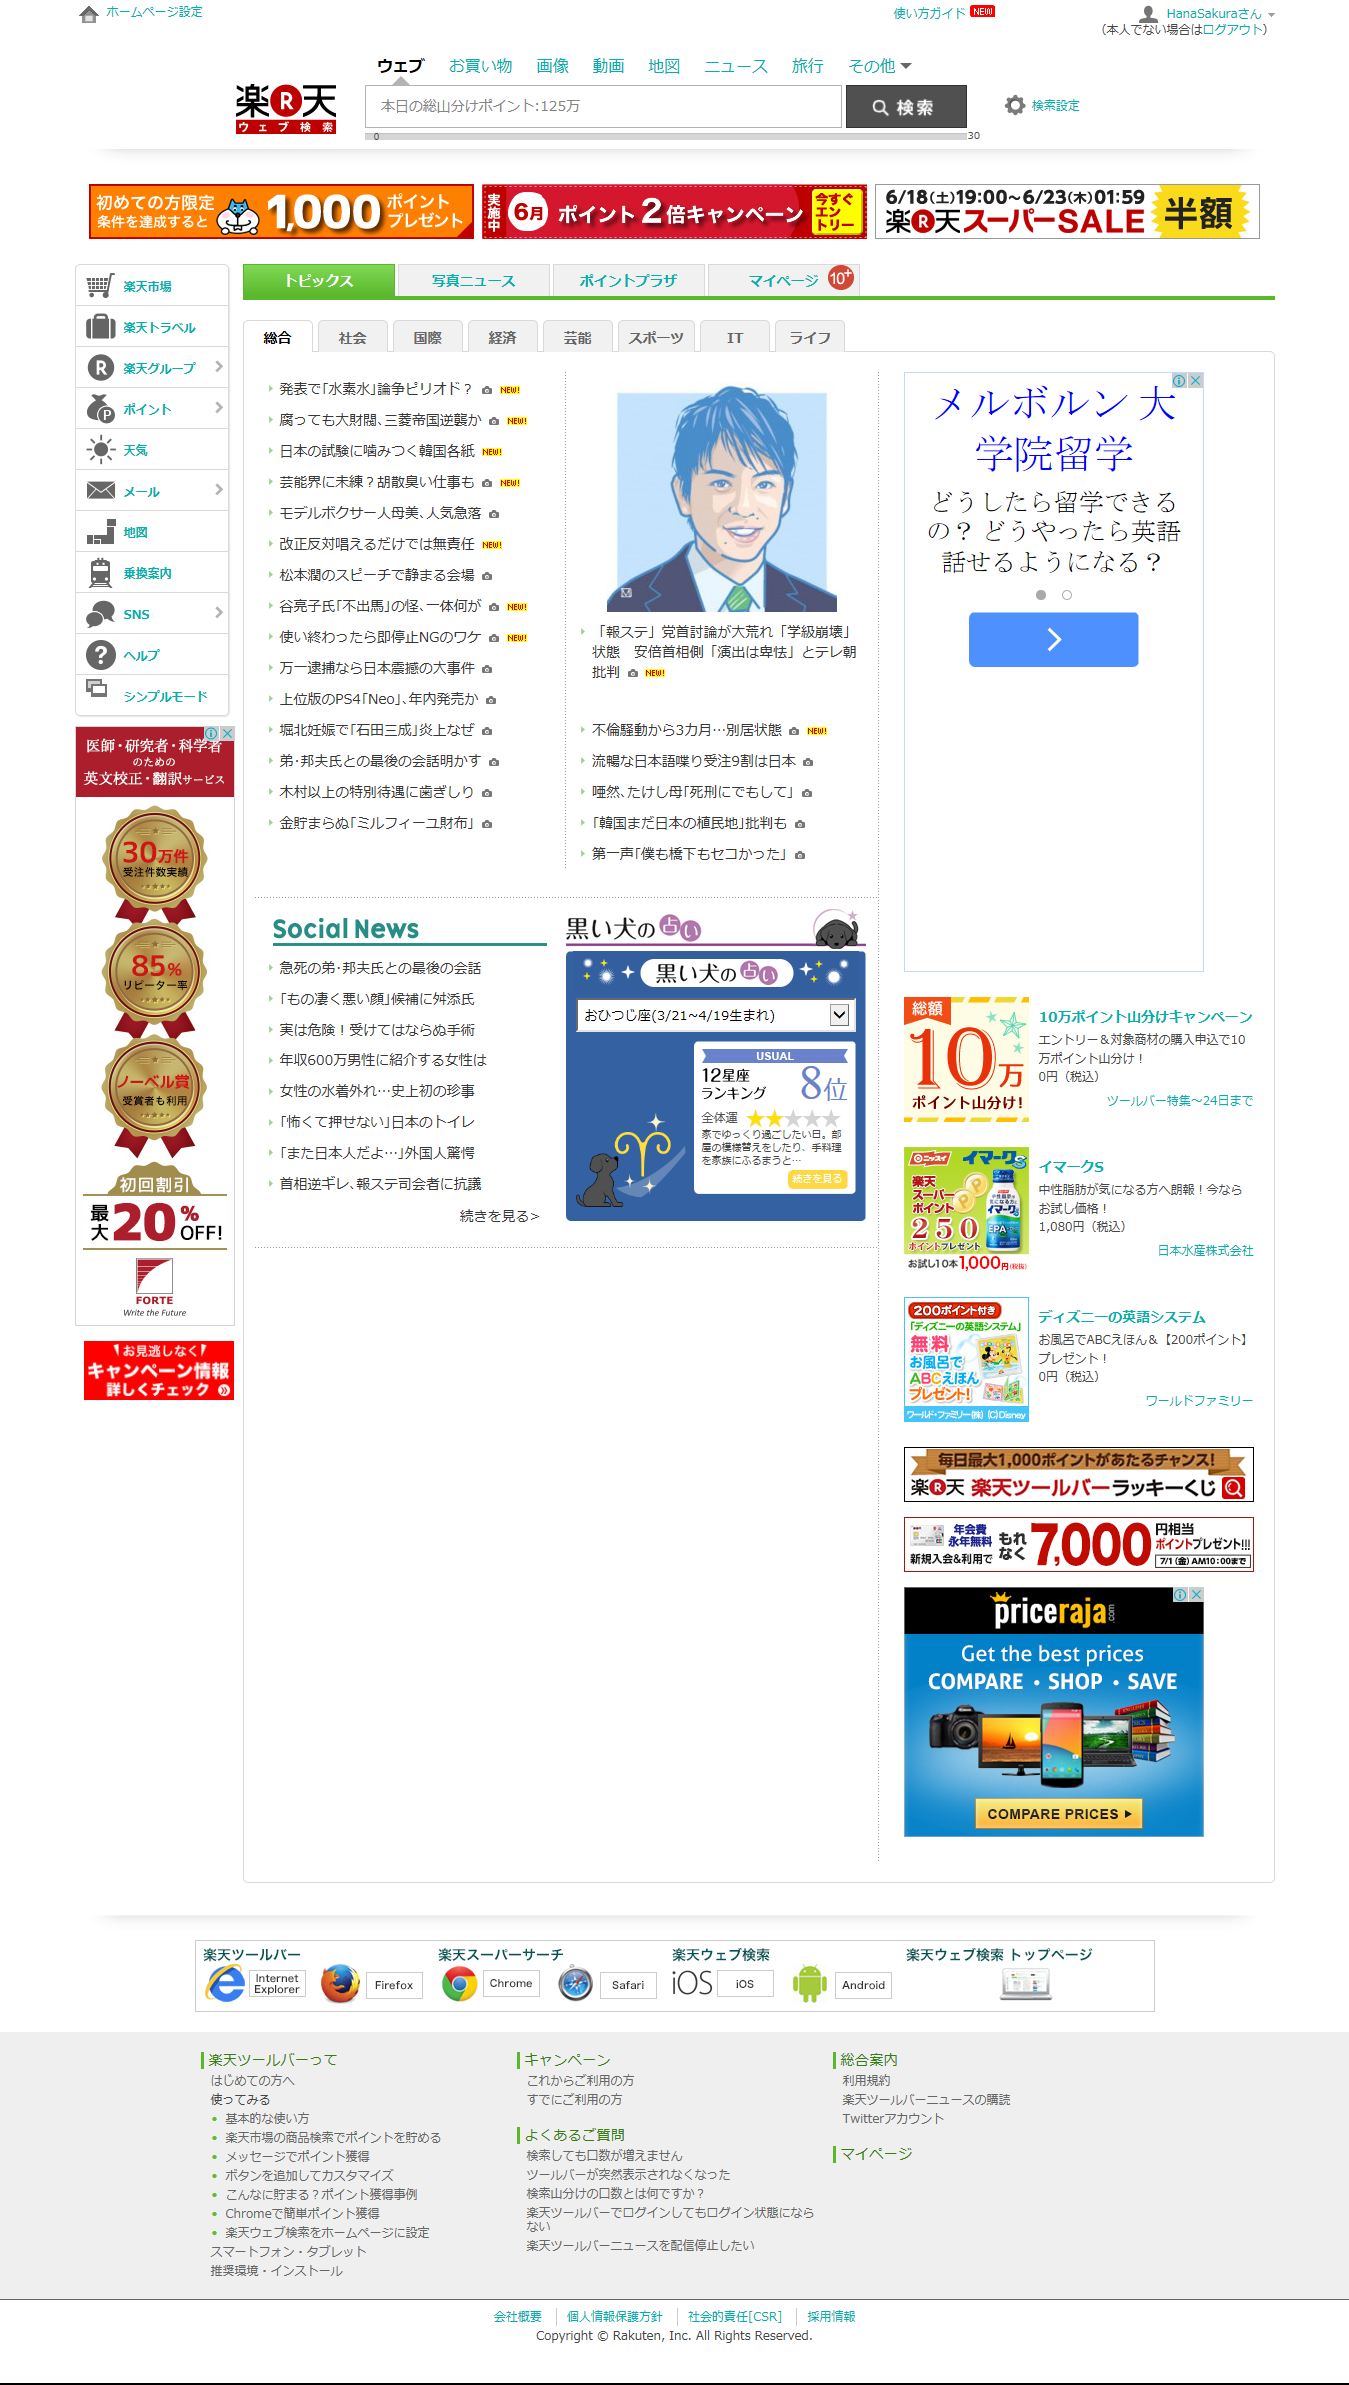 ホームページ設定
使い方ガイド NEW
HanaSakuraさん
（本人でない場合はログアウト）
ウェブ お買い物 画像 動画 地図 ニュース 旅行 その他
楽天
ウェブ検索
本日の総山分けポイント:125万
検索
検索設定
0
30
初めての方限定
条件を達成すると
1,000 ポイント
プレゼント
実施中 6月 ポイント2倍キャンペーン 今すぐエントリー
6/18(土)19:00～6/23(木)01:59
楽天スーパーSALE 半額
楽天市場
楽天トラベル
楽天グループ
ポイント
天気
メール
地図
乗換案内
SNS
ヘルプ
シンプルモード
トピックス 写真ニュース ポイントプラザ マイページ 10+
総合 社会 国際 経済 芸能 スポーツ IT ライフ
発表で｢水素水｣論争ピリオド？ NEW!
腐っても大財閥､三菱帝国逆襲か NEW!
日本の試験に噛みつく韓国各紙 NEW!
芸能界に未練？胡散臭い仕事も NEW!
モデルボクサー人母美､人気急落
改正反対唱えるだけでは無責任 NEW!
松本潤のスピーチで静まる会場
谷亮子氏｢不出馬｣の怪､一体何が NEW!
使い終わったら即停止NGのワケ NEW!
万一逮捕なら日本震撼の大事件
上位版のPS4｢Neo｣､年内発売か
堀北妊娠で｢石田三成｣炎上なぜ
弟･邦夫氏との最後の会話明かす
木村以上の特別待遇に歯ぎしり
金貯まらぬ｢ミルフィーユ財布」
「報ステ」党首討論が大荒れ「学級崩壊」
状態　安倍首相側「演出は卑怯」とテレ朝
批判 NEW!
不倫騒動から3カ月…別居状態 NEW!
流暢な日本語喋り受注9割は日本
唖然､たけし母｢死刑にでもして」
｢韓国まだ日本の植民地｣批判も
第一声｢僕も橋下もセコかった」
メルボルン 大
学院留学
どうしたら留学できる
の？ どうやったら英語
話せるようになる？
医師・研究者・科学者
のための
英文校正・翻訳サービス
30万件
受注件数実績
85%
リピーター率
ノーベル賞
受賞者も利用
初回割引
最大20%OFF!
FORTE
Write the Future
お見逃しなく
キャンペーン情報
詳しくチェック
Social News
急死の弟･邦夫氏との最後の会話
｢もの凄く悪い顔｣候補に舛添氏
実は危険！受けてはならぬ手術
年収600万男性に紹介する女性は
女性の水着外れ…史上初の珍事
｢怖くて押せない｣日本のトイレ
｢また日本人だよ…｣外国人驚愕
首相逆ギレ､報ステ司会者に抗議
続きを見る>
黒い犬の占い
黒い犬の占い
おひつじ座(3/21~4/19生まれ)
USUAL
12星座
ランキング 8位
全体運
家でゆっくり過ごしたい日。部
屋の模様替えをしたり、手料理
を家族にふるまうと…
続きを見る
総額
10万
ポイント山分け!
10万ポイント山分けキャンペーン
エントリー＆対象商材の購入申込で10
万ポイント山分け！
0円（税込）
ツールバー特集～24日まで
ニッスイ イマークS
楽天
スーパー
ポイント
250
ポイントプレゼント
イマークS
EPA
お試し10本1,000円(税抜)
イマークS
中性脂肪が気になる方へ朗報！今なら
お試し価格！
1,080円（税込）
日本水産株式会社
200ポイント付き
「ディズニーの英語システム」
無料
お風呂で
ABCえほん
プレゼント!
ワールド・ファミリー(株) (C)Disney
ディズニーの英語システム
お風呂でABCえほん＆【200ポイント】
プレゼント！
0円（税込）
ワールドファミリー
毎日最大1,000ポイントがあたるチャンス!
楽天 楽天ツールバーラッキーくじ
年会費
永年無料
新規入会&利用で
もれなく 7,000 円相当
ポイントプレゼント!!!
7/1(金)AM10:00まで
priceraja.com
Get the best prices
COMPARE・SHOP・SAVE
COMPARE PRICES
楽天ツールバー 楽天スーパーサーチ 楽天ウェブ検索 楽天ウェブ検索 トップページ
Internet Explorer Firefox Chrome Safari iOS iOS Android
楽天ツールバーって
はじめての方へ
使ってみる
基本的な使い方
楽天市場の商品検索でポイントを貯める
メッセージでポイント獲得
ボタンを追加してカスタマイズ
こんなに貯まる？ポイント獲得事例
Chromeで簡単ポイント獲得
楽天ウェブ検索をホームページに設定
スマートフォン・タブレット
推奨環境・インストール
キャンペーン
これからご利用の方
すでにご利用の方
よくあるご質問
検索しても口数が増えません
ツールバーが突然表示されなくなった
検索山分けの口数とは何ですか？
楽天ツールバーでログインしてもログイン状態になら
ない
楽天ツールバーニュースを配信停止したい
総合案内
利用規約
楽天ツールバーニュースの購読
Twitterアカウント
マイページ
会社概要 個人情報保護方針 社会的責任[CSR] 採用情報
Copyright © Rakuten, Inc. All Rights Reserved.